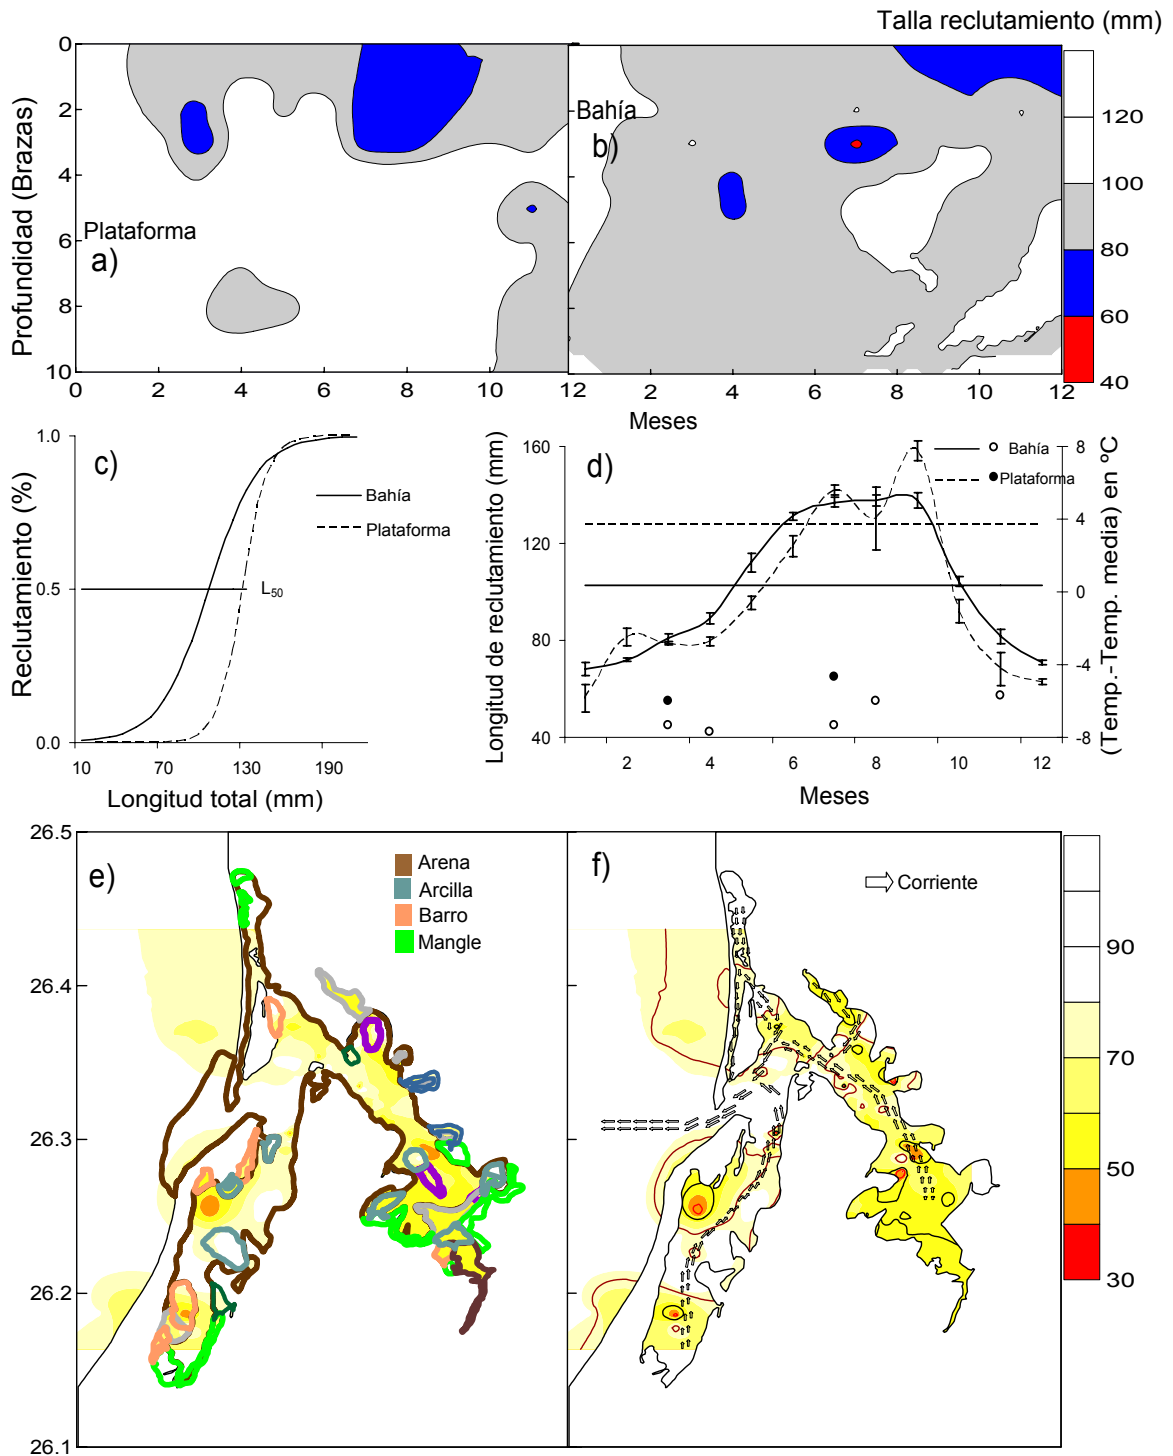 Talla reclutamiento (mm)
Profundidad (Brazas)
0
2
4
6
8
10
Plataforma
a)
0
2
4
6
8
10
12
Bahía
b)
2
4
6
8
10
12
Meses
120
100
80
60
40
Reclutamiento (%)
1.0
0.5
0.0
c)
Bahía
Plataforma
L50
10
70
130
190
Longitud total (mm)
Longitud de reclutamiento (mm)
160
120
80
40
d)
Bahía
Plataforma
8
4
0
-4
-8
(Temp.-Temp. media) en ºC
2
4
6
8
10
12
Meses
26.5
26.4
26.3
26.2
26.1
e)
Arena
Arcilla
Barro
Mangle
f)
Corriente
90
70
50
30